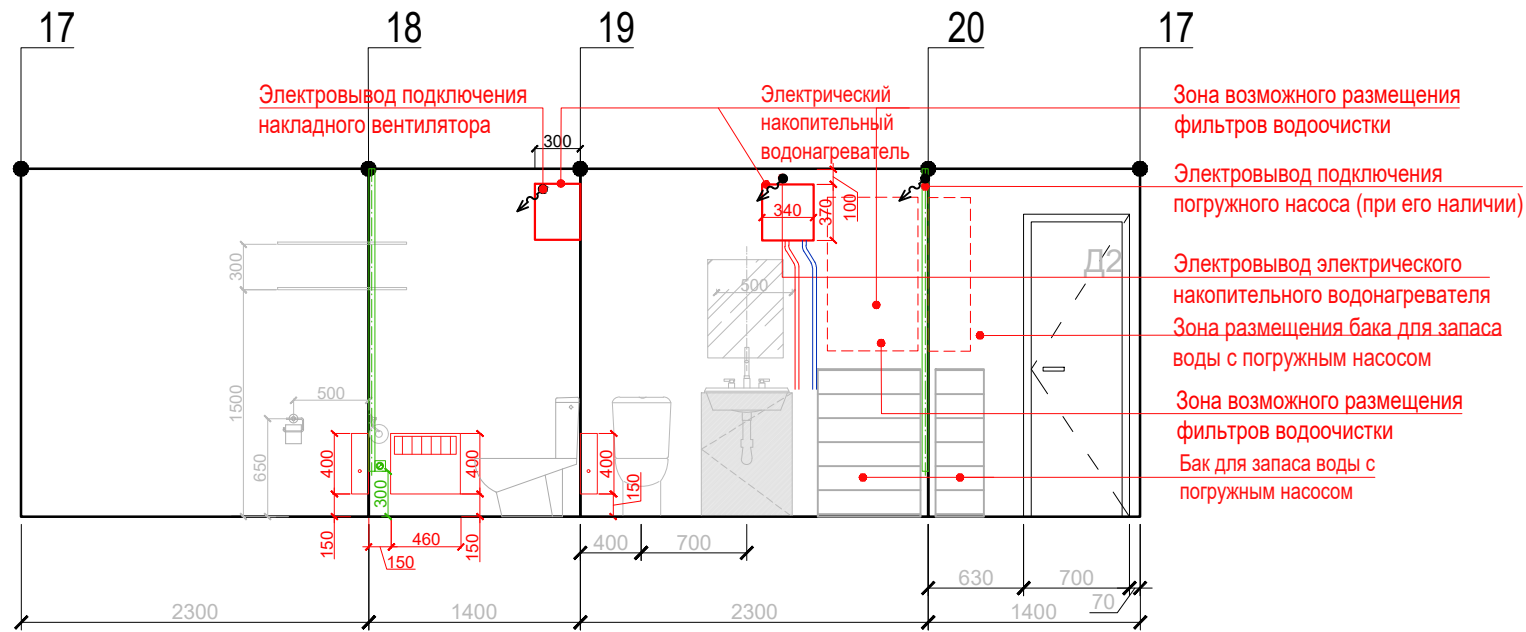 17
18
19
20
17
Электровывод подключения
накладного вентилятора
Электрический
накопительный
водонагреватель
Зона возможного размещения
фильтров водоочистки
Электровывод подключения
погружного насоса (при его наличии)
Электровывод электрического
накопительного водонагревателя
Зона размещения бака для запаса
воды с погружным насосом
Зона возможного размещения
фильтров водоочистки
Бак для запаса воды с
погружным насосом
300
340
370
100
Д2
300
500
1500
500
650
400
300
400
400
150
150
460
150
150
400
700
630
700
70
2300
1400
2300
1400